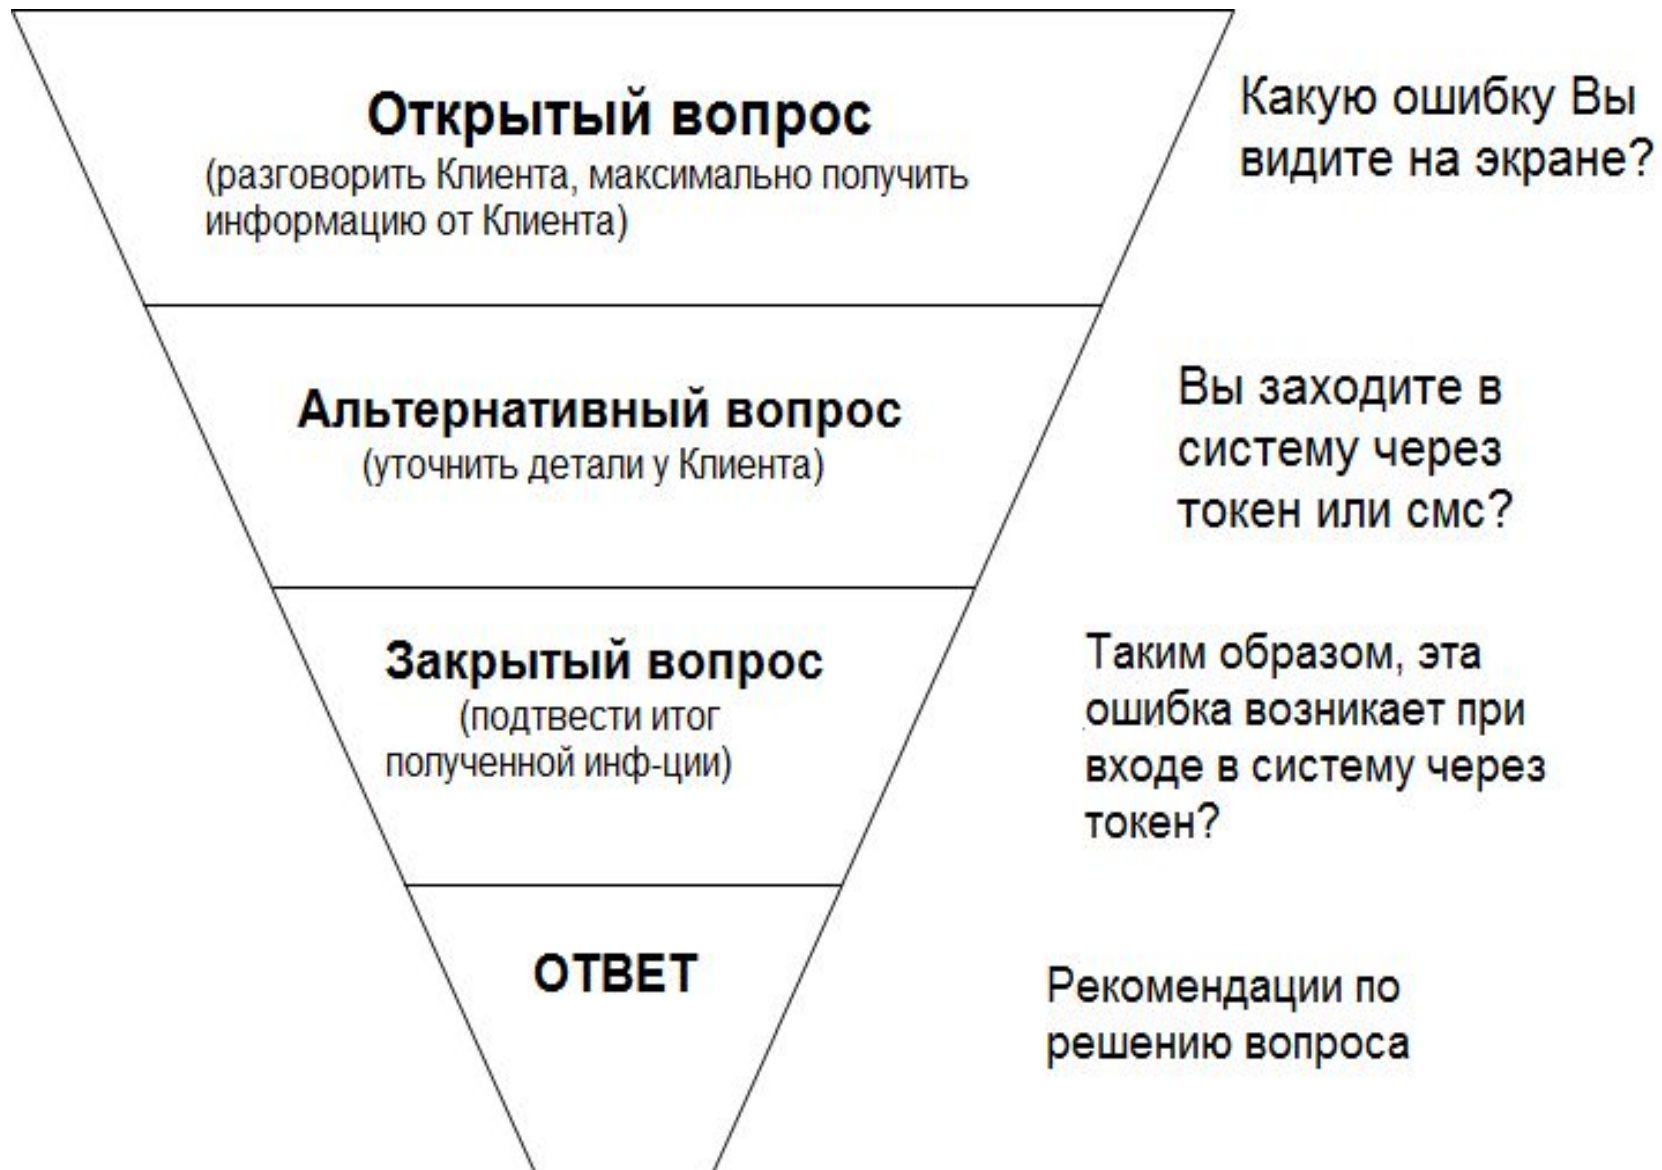 Открытый вопрос
(разговорить Клиента, максимально получить
информацию от Клиента)
Какую ошибку Вы
видите на экране?
Альтернативный вопрос
(уточнить детали у Клиента)
Вы заходите в
систему через
токен или смс?
Закрытый вопрос
(подтвести итог
полученной инф-ции)
Таким образом, эта
ошибка возникает при
входе в систему через
токен?
ОТВЕТ
Рекомендации по
решению вопроса